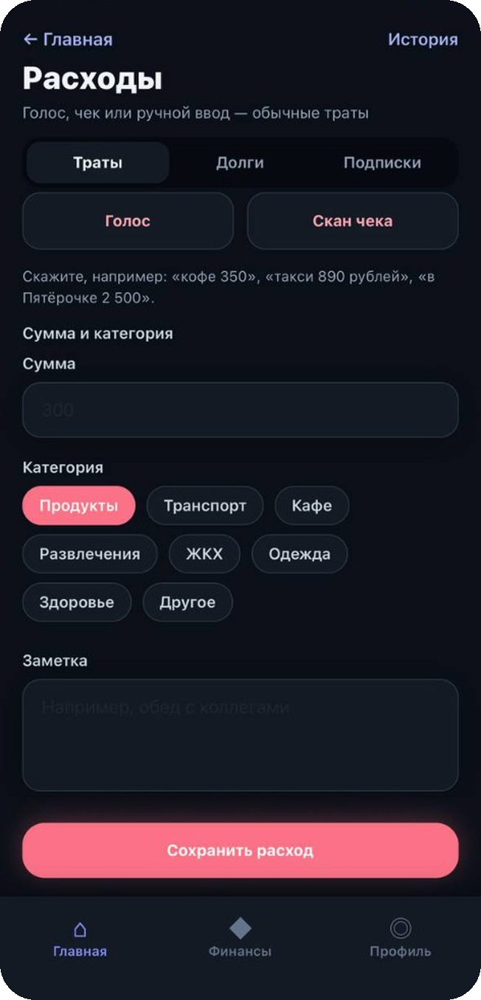 ← Главная
История
Расходы
Голос, чек или ручной ввод — обычные траты
Траты
Долги
Подписки
Голос
Скан чека
Скажите, например: «кофе 350», «такси 890 рублей», «в
Пятёрочке 2 500».
Сумма и категория
Сумма
300
Категория
Продукты
Транспорт
Кафе
Развлечения
ЖКХ
Одежда
Здоровье
Другое
Заметка
Например, обед с коллегами
Сохранить расход
Главная
Финансы
Профиль